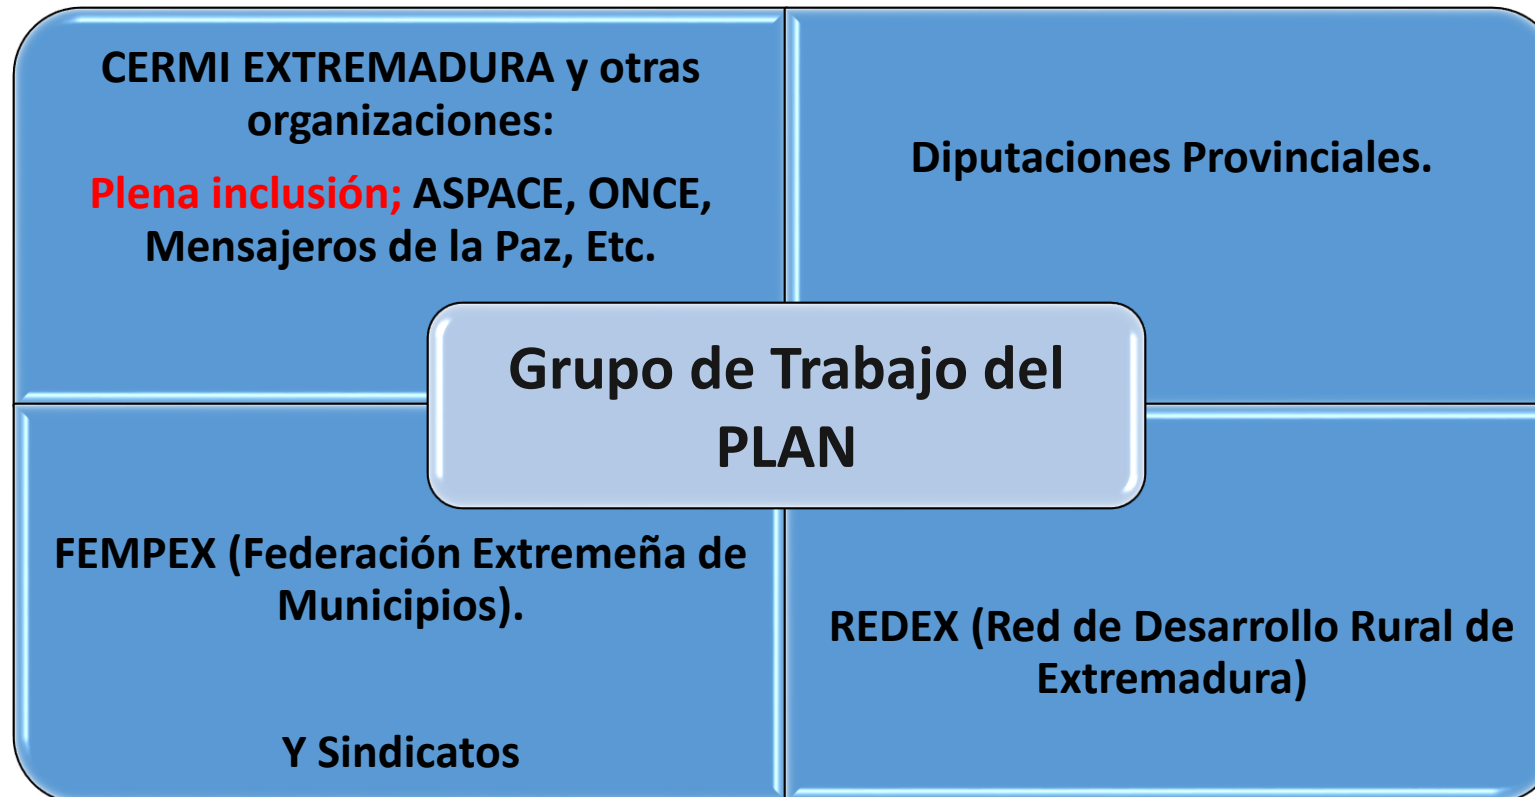 CERMI EXTREMADURA y otras
organizaciones:
Plena inclusión; ASPACE, ONCE,
Mensajeros de la Paz, Etc.
Diputaciones Provinciales.
Grupo de Trabajo del
PLAN
FEMPEX (Federación Extremeña de
Municipios).
Y Sindicatos
REDEX (Red de Desarrollo Rural de
Extremadura)